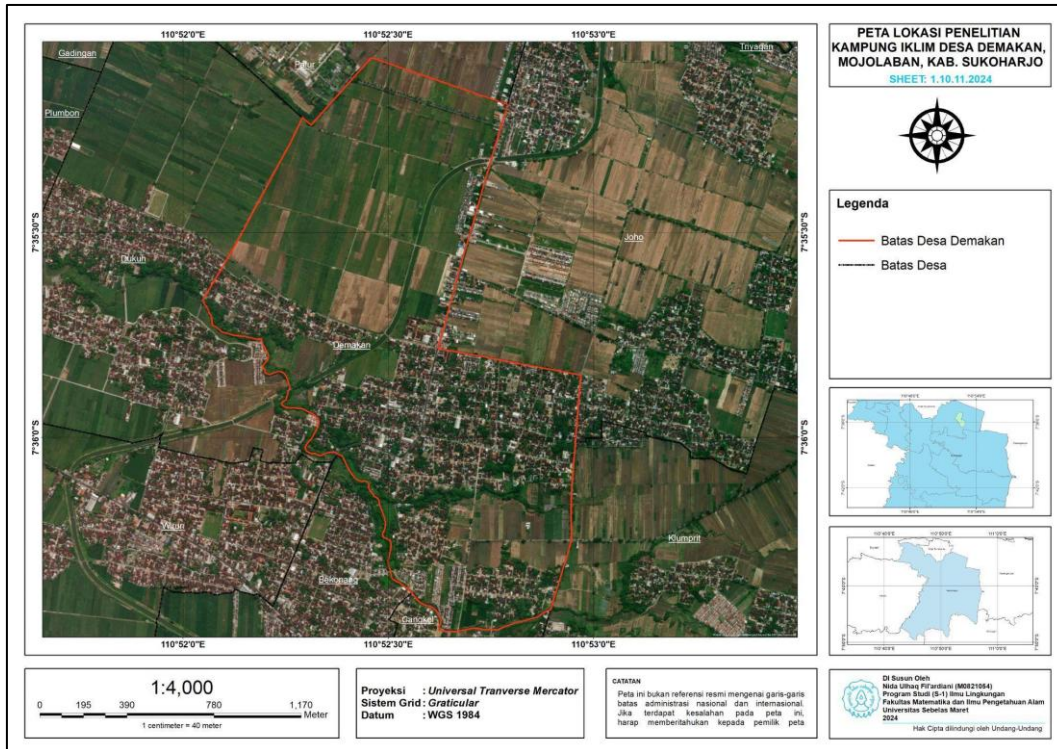 PETA LOKASI PENELITIAN
KAMPUNG IKLIM DESA DEMAKAN,
MOJOLABAN, KAB. SUKOHARJO
SHEET: 1.10.11.2024
110°52'0"E
110°52'30"E
110°53'0"E
7°35'30"S
7°36'0"S
Gadingan
Palur
Triyagan
Plumbon
Joho
Dukuh
Demakan
Wirun
Klumprit
Bekonang
Cangkol
7°35'30"S
7°36'0"S
110°52'0"E
110°52'30"E
110°53'0"E
Legenda
Batas Desa Demakan
Batas Desa
1:4,000
0 195 390 780 1,170
Meter
1 centimeter = 40 meter
Proyeksi : Universal Tranverse Mercator
Sistem Grid : Graticular
Datum : WGS 1984
CATATAN
Peta ini bukan referensi resmi mengenai garis-garis
batas administrasi nasional dan internasional.
Jika terdapat kesalahan pada peta ini,
harap memberitahukan kepada pemilik peta
Di Susun Oleh
Nida Ulhaq Fil'ardiani (M0821054)
Program Studi (S-1) Ilmu Lingkungan
Fakultas Matematika dan Ilmu Pengetahuan Alam
Universitas Sebelas Maret
2024
Hak Cipta dilindungi oleh Undang-Undang